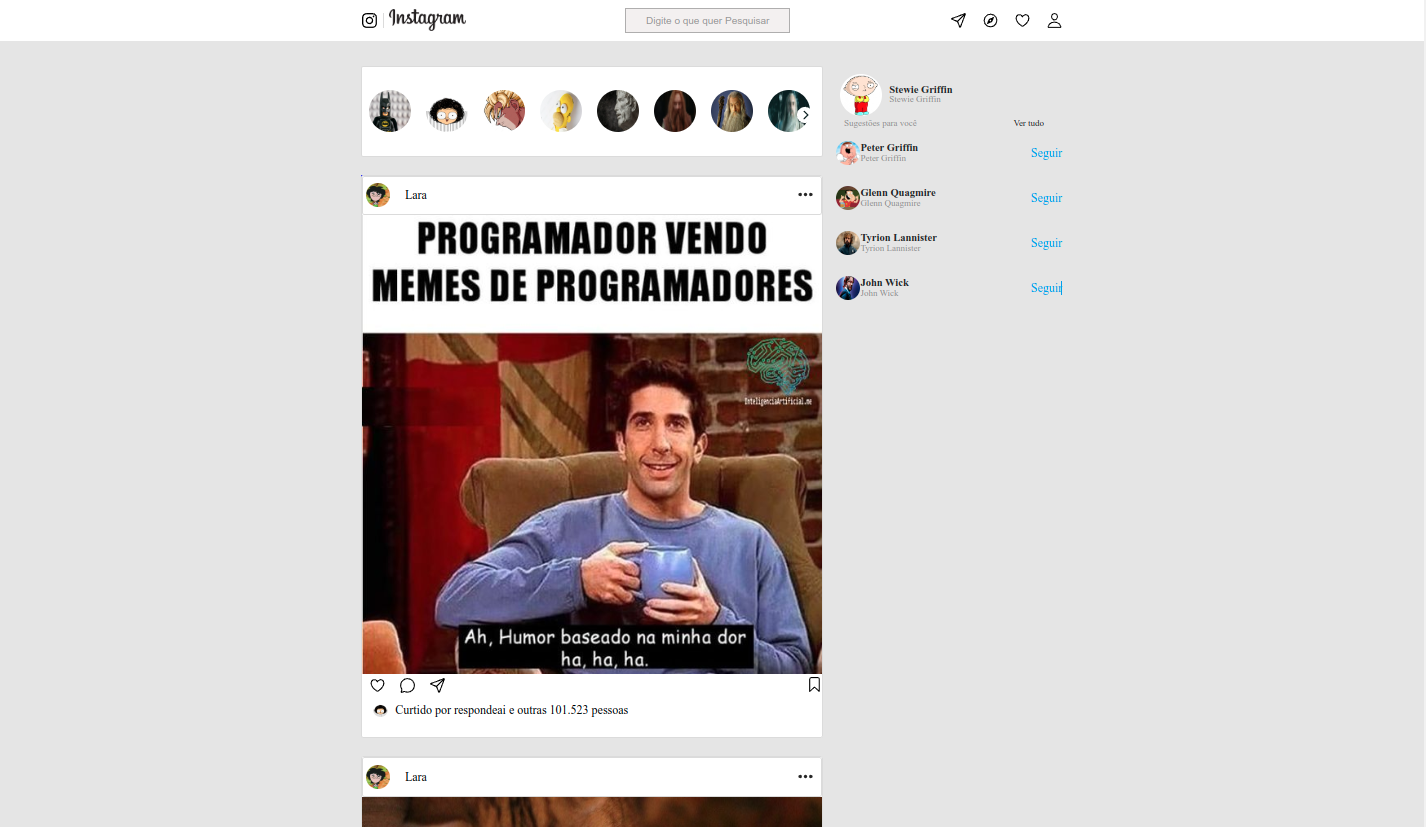 Instagram
Digite o que quer Pesquisar
Stewie Griffin
Stewie Griffin
Sugestões para você
Ver tudo
Peter Griffin
Peter Griffin
Seguir
Glenn Quagmire
Glenn Quagmire
Seguir
Tyrion Lannister
Tyrion Lannister
Seguir
John Wick
John Wick
Seguir
Lara
PROGRAMADOR VENDO
MEMES DE PROGRAMADORES
InteligenciaArtificial.me
Ah, Humor baseado na minha dor
ha, ha, ha.
Curtido por respondeai e outras 101.523 pessoas
Lara